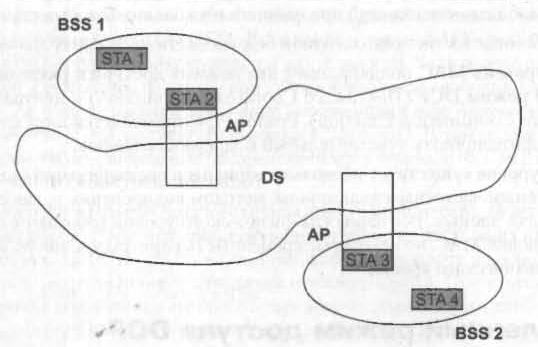 BSS 1
STA 1
STA 2
AP
DS
AP
STA 3
STA 4
BSS 2